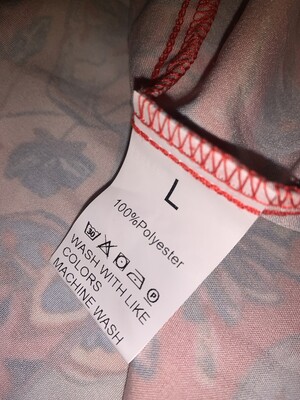 L
100%Polyester
WASH WITH LIKE
COLORS
MACHINE WASH